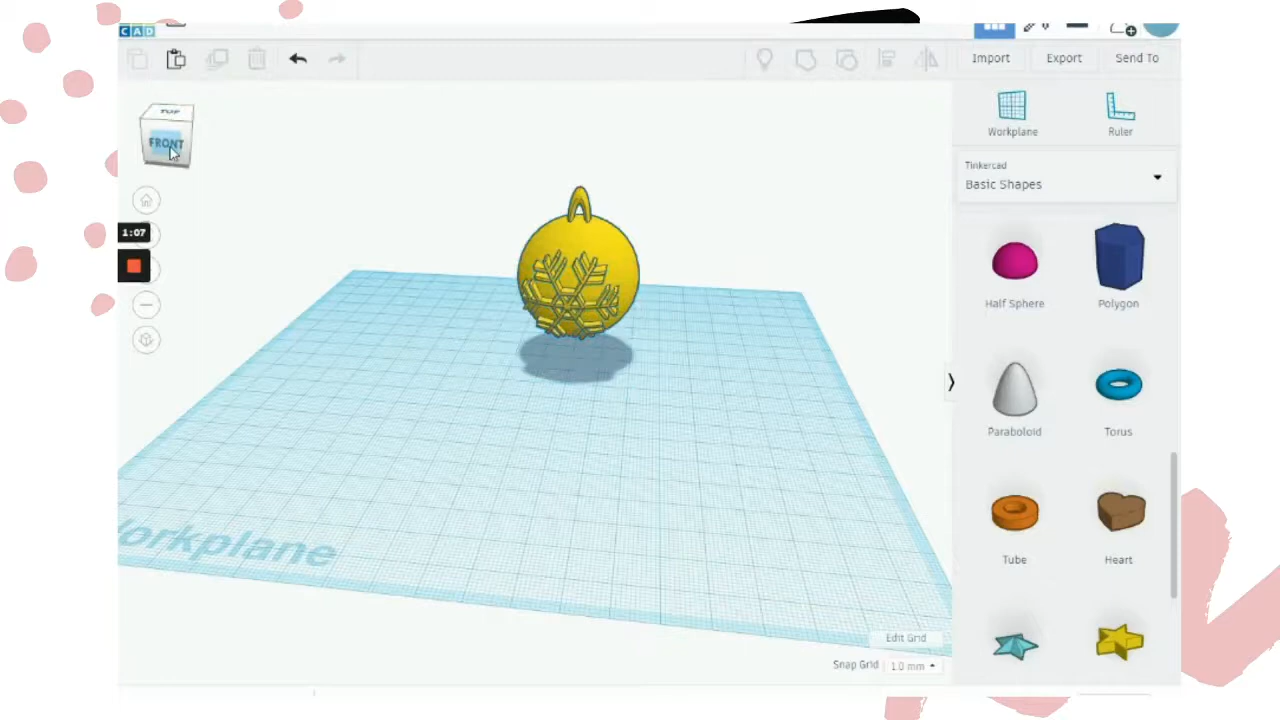 CAD
Import
Export
Send To
TOP
FRONT
Workplane
Ruler
Tinkercad
Basic Shapes
1:07
Half Sphere
Polygon
Paraboloid
Torus
Tube
Heart
orkplane
Edit Grid
Snap Grid 1.0 mm